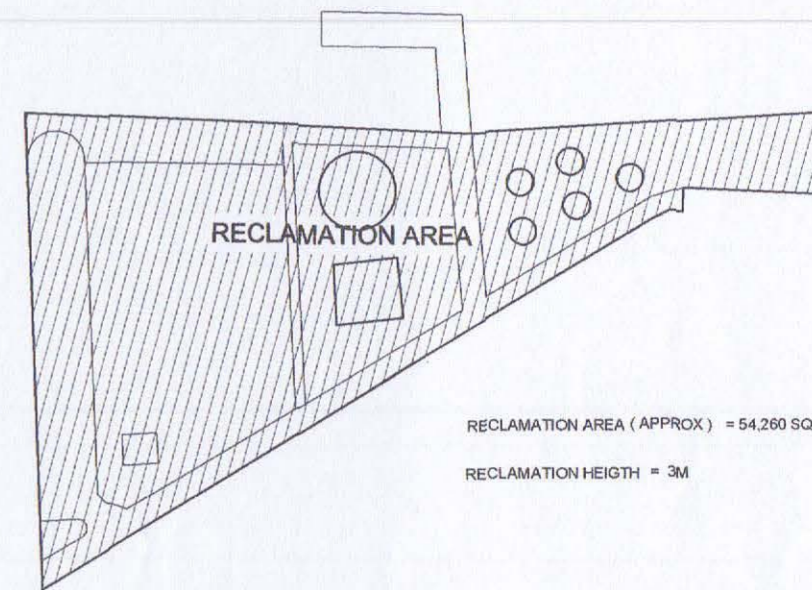 RECLAMATION AREA
RECLAMATION AREA ( APPROX ) = 54,260 SQ
RECLAMATION HEIGTH = 3M